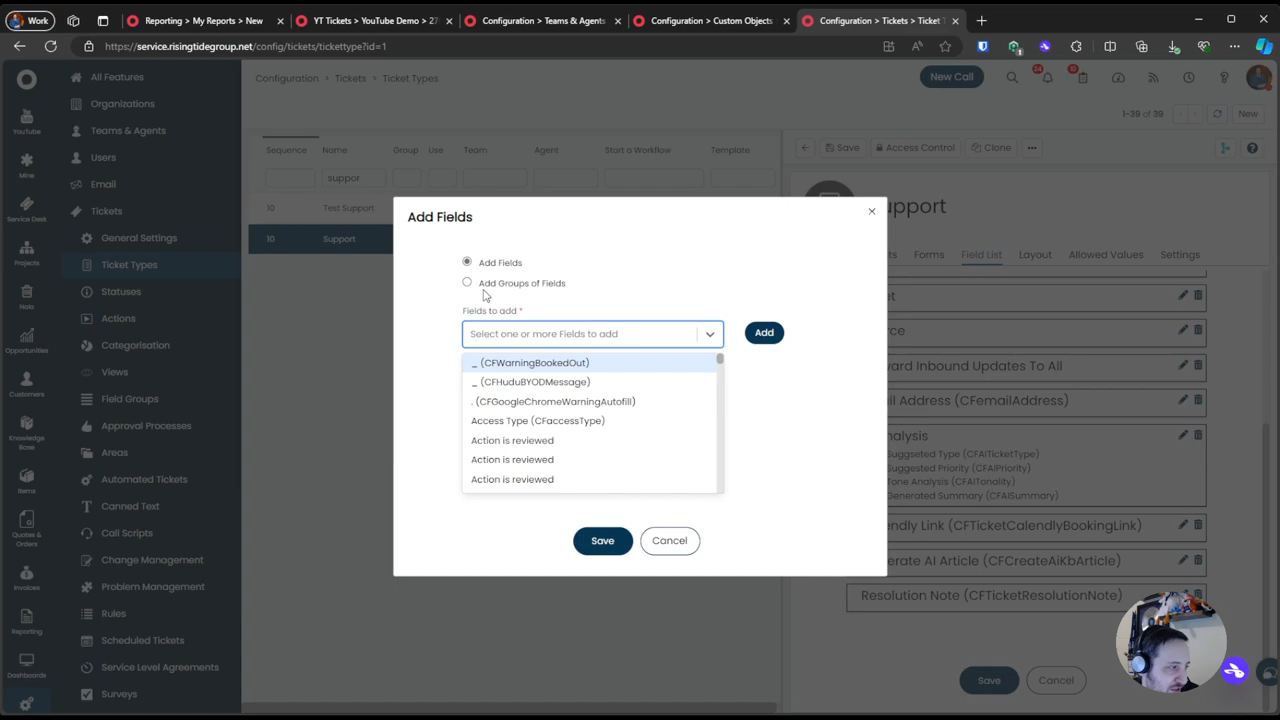 Work
Reporting > My Reports > New
YT Tickets > YouTube Demo > 2
Configuration > Teams & Agents
Configuration > Custom Objects
Configuration > Tickets > Ticket T
https://service.risingtidegroup.net/config/tickets/tickettype?id=1
YouTube
Mine
Service Desk
Projects
Halo
Opportunities
Customers
Knowledge Base
Items
Quotes & Orders
Invoices
Reporting
Dashboards
All Features
Organizations
Teams & Agents
Users
Email
Tickets
General Settings
Ticket Types
Statuses
Actions
Categorisation
Views
Field Groups
Approval Processes
Areas
Automated Tickets
Canned Text
Call Scripts
Change Management
Problem Management
Rules
Scheduled Tickets
Service Level Agreements
Surveys
Configuration > Tickets > Ticket Types
New Call
1-39 of 39
New
Sequence Name Group Use Team Agent Start a Workflow Template
suppor
10 Test Support
10 Support
Save Access Control Clone
upport
ts Forms Field List Layout Allowed Values Settings
et
rce
ward Inbound Updates To All
ail Address (CFemailAddress)
nalysis
Suggseted Type (CFAITicketType)
Suggested Priority (CFAIPriority)
Tone Analysis (CFAITonality)
Generated Summary (CFAISummary)
endly Link (CFTicketCalendlyBookingLink)
erate AI Article (CFCreateAiKbArticle)
Resolution Note (CFTicketResolutionNote)
Save Cancel
Add Fields
Add Fields
Add Groups of Fields
Fields to add *
Select one or more Fields to add
Add
_ (CFWarningBookedOut)
_ (CFHuduBYODMessage)
. (CFGoogleChromeWarningAutofill)
Access Type (CFaccessType)
Action is reviewed
Action is reviewed
Action is reviewed
Save Cancel